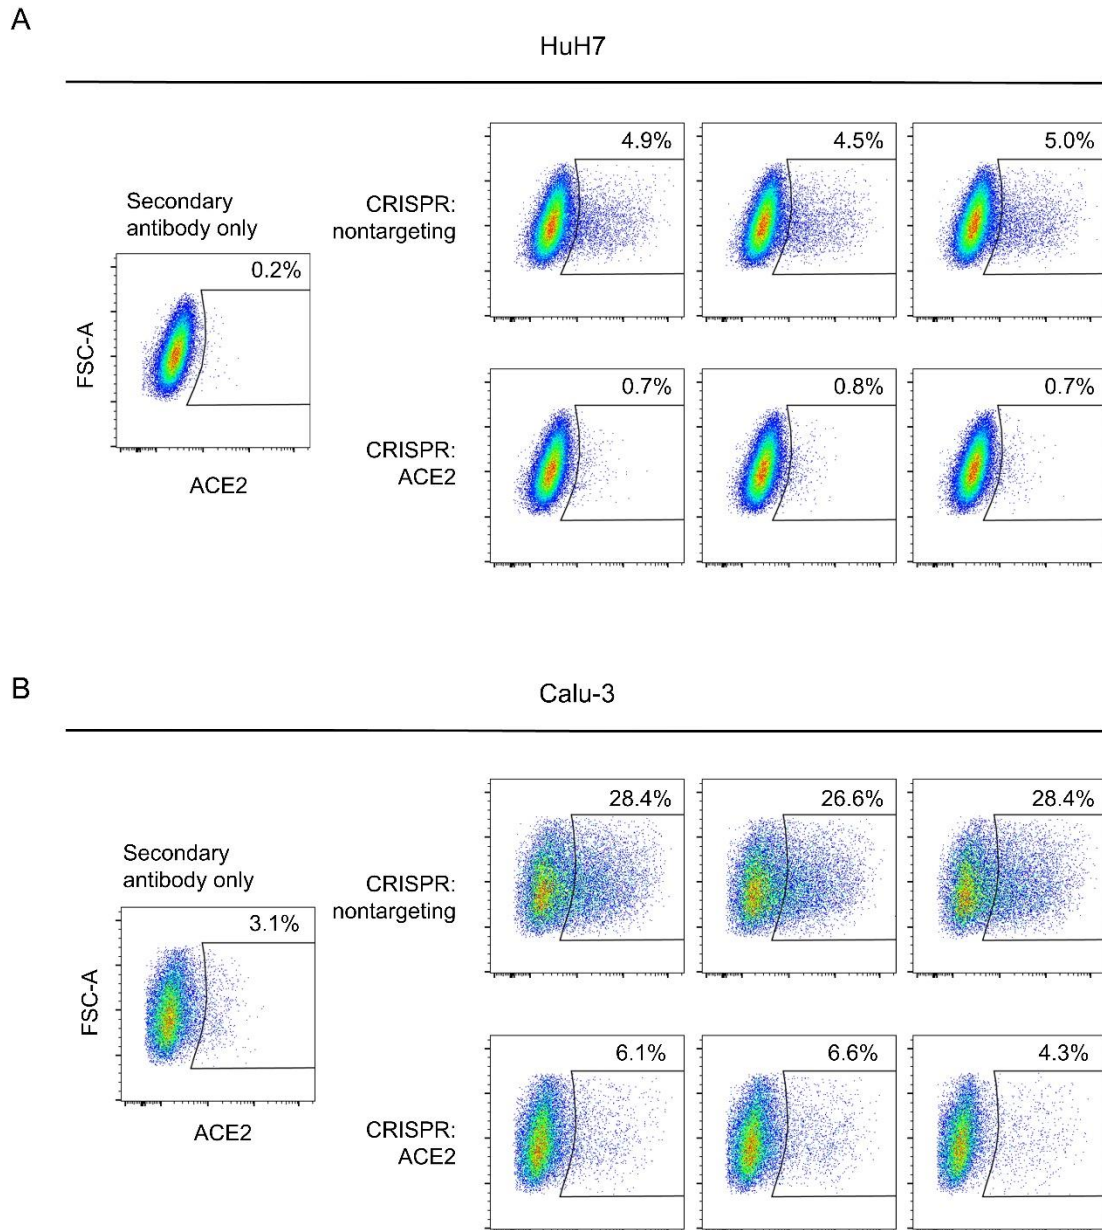 A
HuH7
4.9%
4.5%
5.0%
Secondary
antibody only
CRISPR:
nontargeting
0.2%
FSC-A
ACE2
0.7%
0.8%
0.7%
CRISPR:
ACE2
B
Calu-3
28.4%
26.6%
28.4%
Secondary
antibody only
CRISPR:
nontargeting
3.1%
FSC-A
ACE2
6.1%
6.6%
4.3%
CRISPR:
ACE2